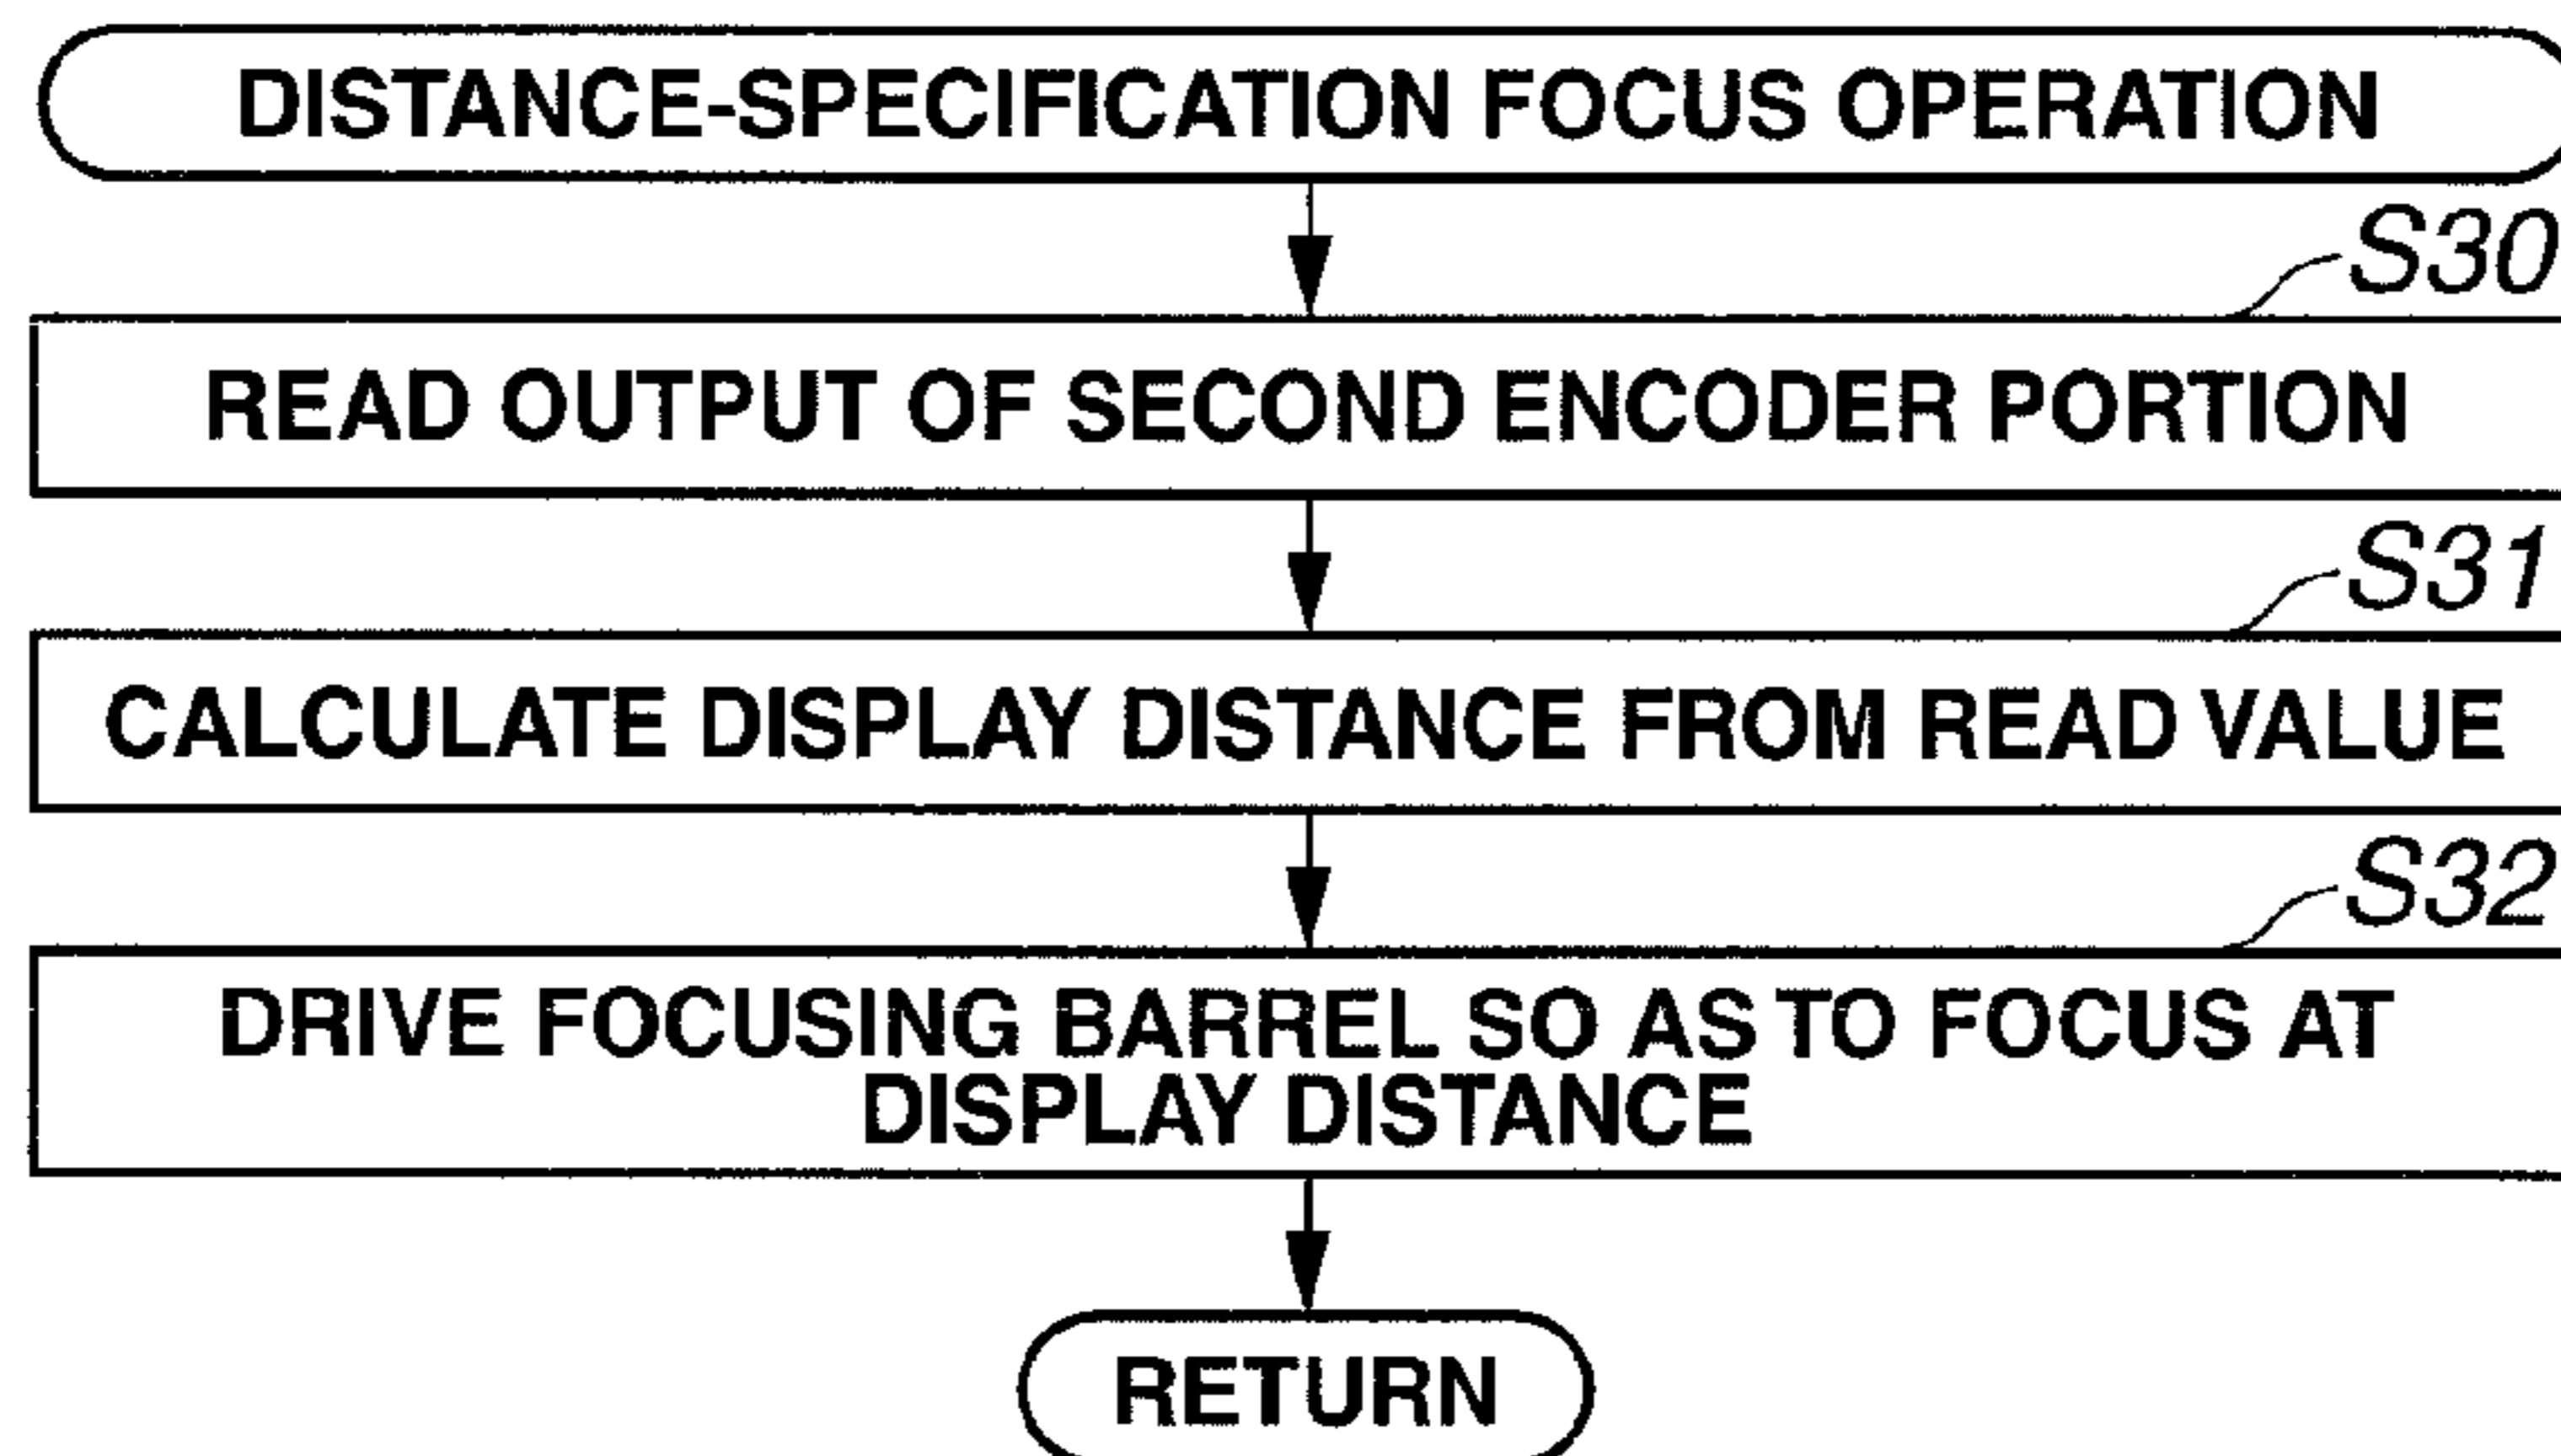 DISTANCE-SPECIFICATION FOCUS OPERATION
S30
READ OUTPUT OF SECOND ENCODER PORTION
S31
CALCULATE DISPLAY DISTANCE FROM READ VALUE
S32
DRIVE FOCUSING BARREL SO AS TO FOCUS AT
DISPLAY DISTANCE
RETURN